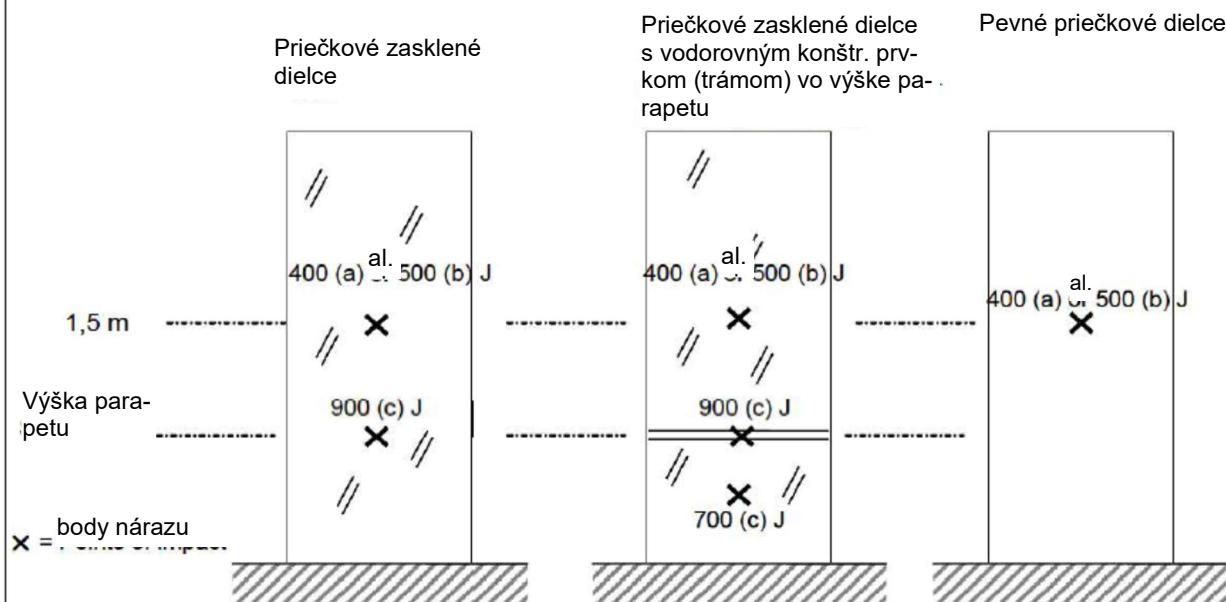 Priečkové zasklené
dielce
Priečkové zasklené dielce
s vodorovným konštr. prv-
kom (trámom) vo výške pa-
rapetu
Pevné priečkové dielce
400 (a) al. 500 (b) J
400 (a) al. 500 (b) J
400 (a) al. 500 (b) J
1,5 m
Výška para-
petu
900 (c) J
900 (c) J
700 (c) J
× = body nárazu